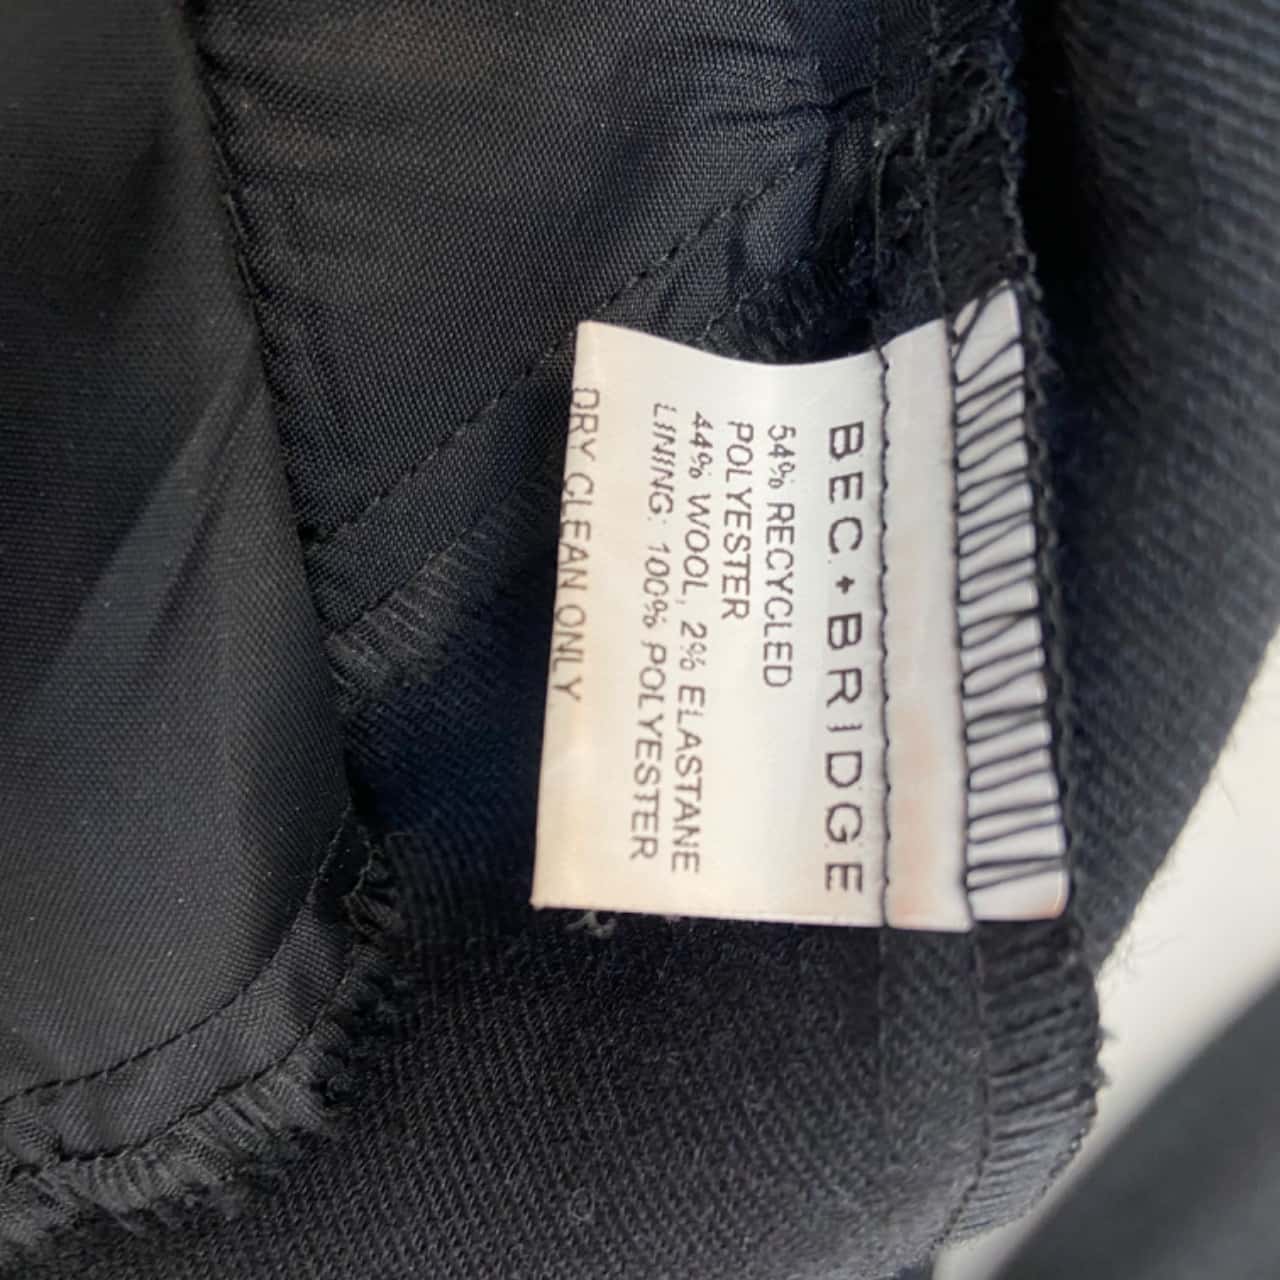 BEC + BRIDGE
54% RECYCLED
POLYESTER
44% WOOL, 2% ELASTANE
LINING: 100% POLYESTER
DRY CLEAN ONLY